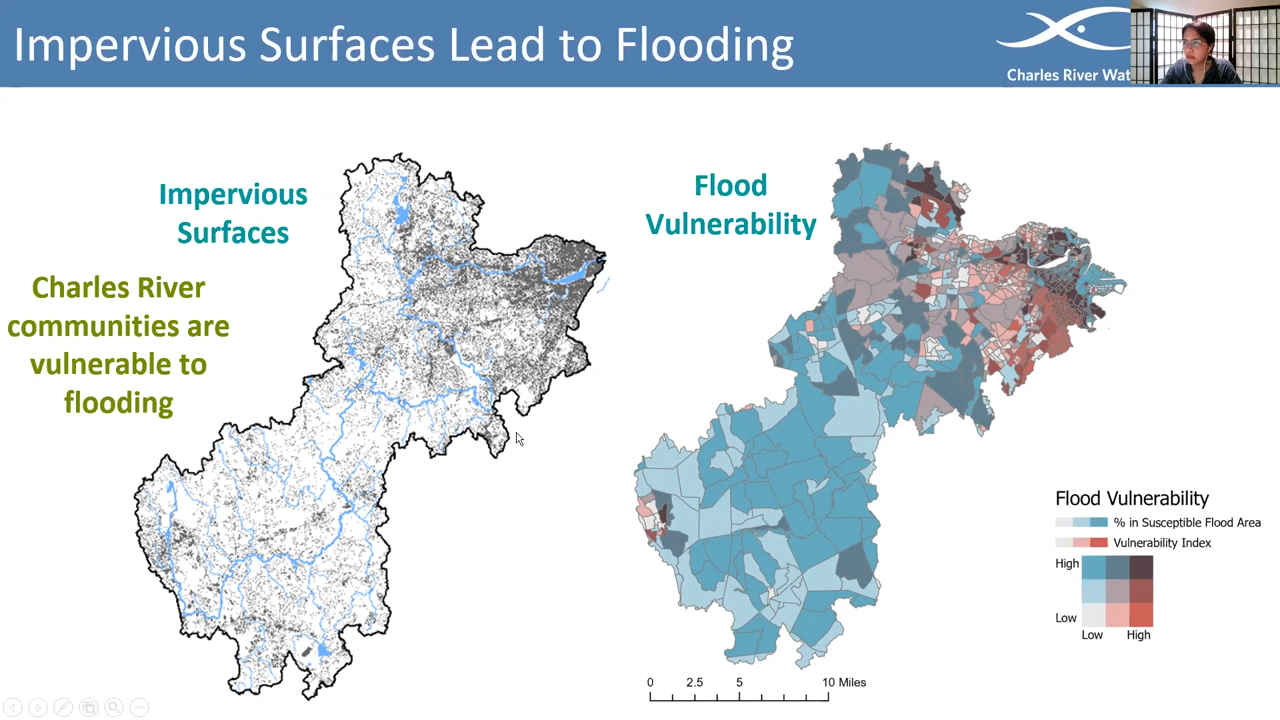 Impervious Surfaces Lead to Flooding
Charles River Wat
Impervious
Surfaces
Charles River
communities are
vulnerable to
flooding
Flood
Vulnerability
Flood Vulnerability
% in Susceptible Flood Area
Vulnerability Index
High
Low
Low High
0 2.5 5 10 Miles